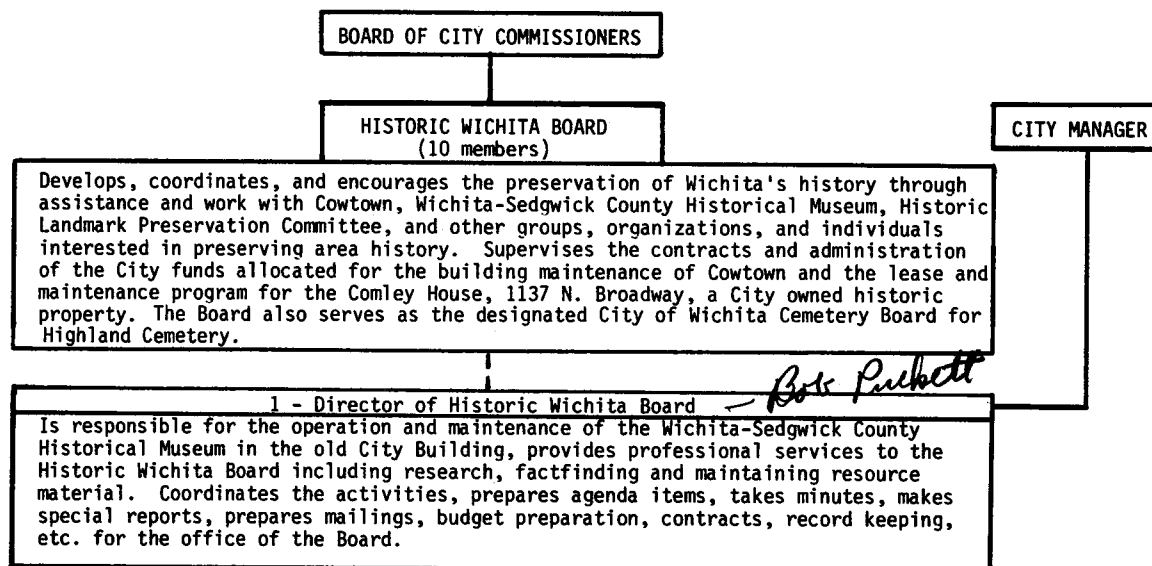 BOARD OF CITY COMMISSIONERS
HISTORIC WICHITA BOARD
(10 members)
CITY MANAGER
Develops, coordinates, and encourages the preservation of Wichita's history through
assistance and work with Cowtown, Wichita-Sedgwick County Historical Museum, Historic
Landmark Preservation Committee, and other groups, organizations, and individuals
interested in preserving area history. Supervises the contracts and administration
of the City funds allocated for the building maintenance of Cowtown and the lease and
maintenance program for the Comley House, 1137 N. Broadway, a City owned historic
property. The Board also serves as the designated City of Wichita Cemetery Board for
Highland Cemetery.
1 - Director of Historic Wichita Board - Bob Puckett
Is responsible for the operation and maintenance of the Wichita-Sedgwick County
Historical Museum in the old City Building, provides professional services to the
Historic Wichita Board including research, factfinding and maintaining resource
material. Coordinates the activities, prepares agenda items, takes minutes, makes
special reports, prepares mailings, budget preparation, contracts, record keeping,
etc. for the office of the Board.